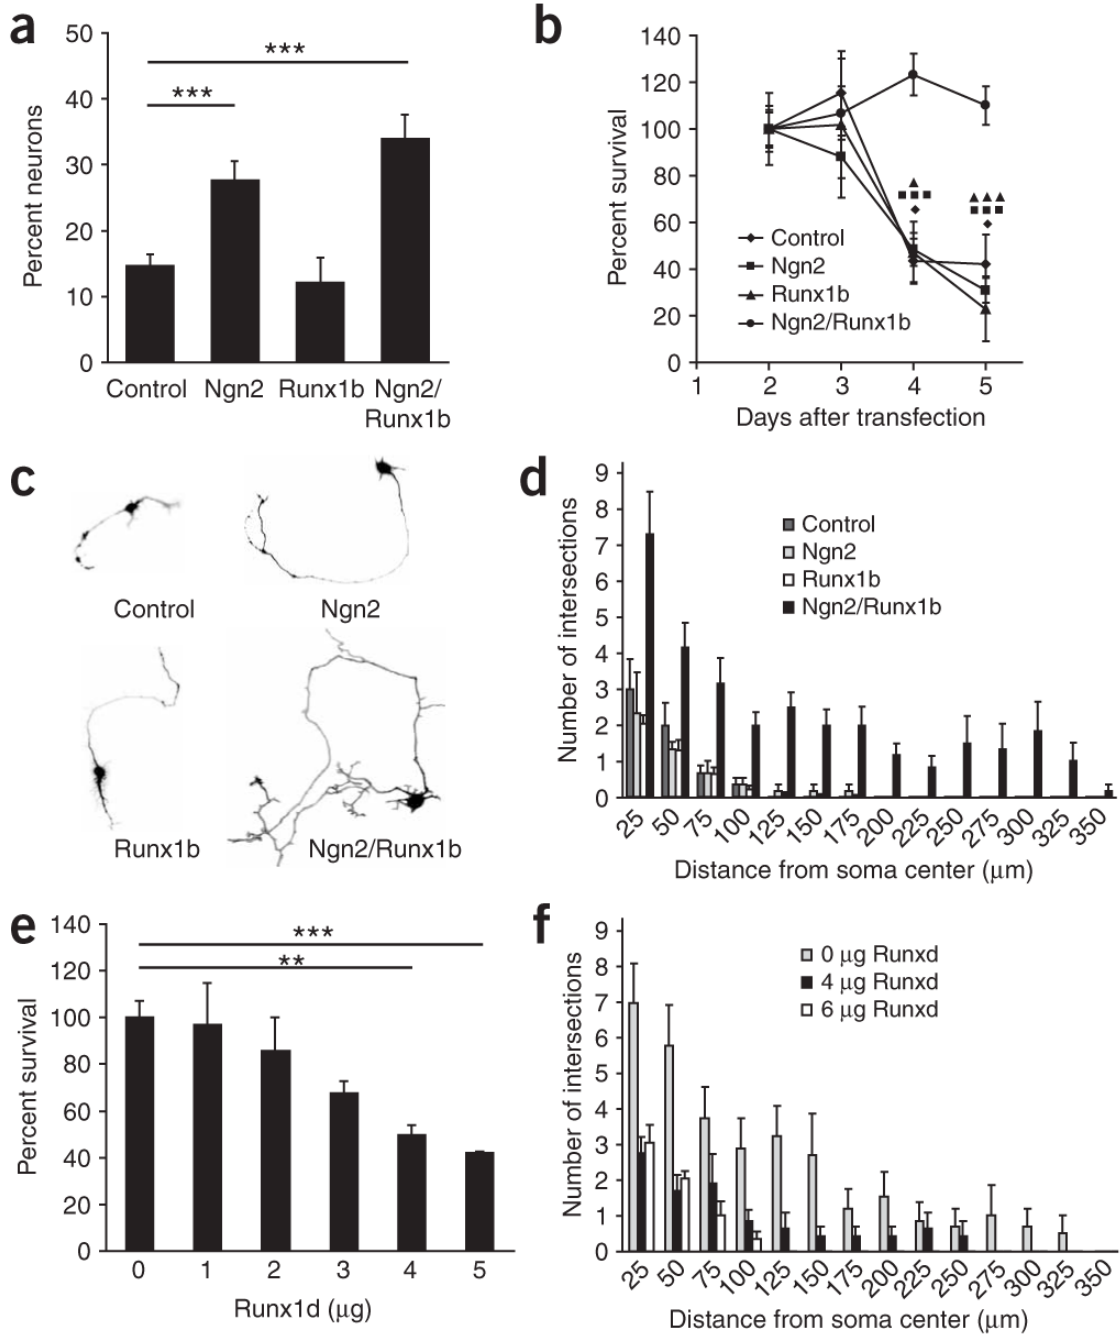 a
50
40
30
20
10
0
Percent neurons
***
***
Control Ngn2 Runx1b Ngn2/
Runx1b
b
140
120
100
80
60
40
20
0
Percent survival
Control
Ngn2
Runx1b
Ngn2/Runx1b
1 2 3 4 5
Days after transfection
c
Control
Ngn2
Runx1b
Ngn2/Runx1b
d
9
8
7
6
5
4
3
2
1
0
Number of intersections
Control
Ngn2
Runx1b
Ngn2/Runx1b
25 50 75 100 125 150 175 200 225 250 275 300 325 350
Distance from soma center (μm)
e
140
120
100
80
60
40
20
0
Percent survival
***
**
0 1 2 3 4 5
Runx1d (μg)
f
9
8
7
6
5
4
3
2
1
0
Number of intersections
0 μg Runxd
4 μg Runxd
6 μg Runxd
25 50 75 100 125 150 175 200 225 250 275 300 325 350
Distance from soma center (μm)